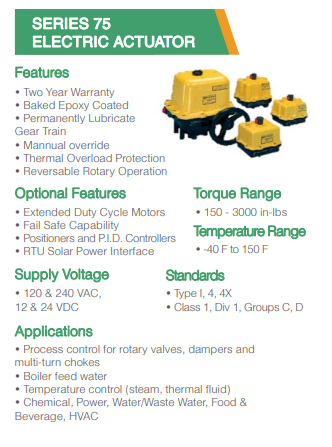 SERIES 75
ELECTRIC ACTUATOR
Features
• Two Year Warranty
• Baked Epoxy Coated
• Permanently Lubricate
Gear Train
• Mannual override
• Thermal Overload Protection
• Reversable Rotary Operation
Optional Features
• Extended Duty Cycle Motors
• Fail Safe Capability
• Positioners and P.I.D. Controllers
• RTU Solar Power Interface
Torque Range
• 150 - 3000 in-lbs
Temperature Range
• -40 F to 150 F
Supply Voltage
• 120 & 240 VAC,
12 & 24 VDC
Standards
• Type I, 4, 4X
• Class 1, Div 1, Groups C, D
Applications
• Process control for rotary valves, dampers and
multi-turn chokes
• Boiler feed water
• Temperature control (steam, thermal fluid)
• Chemical, Power, Water/Waste Water, Food &
Beverage, HVAC